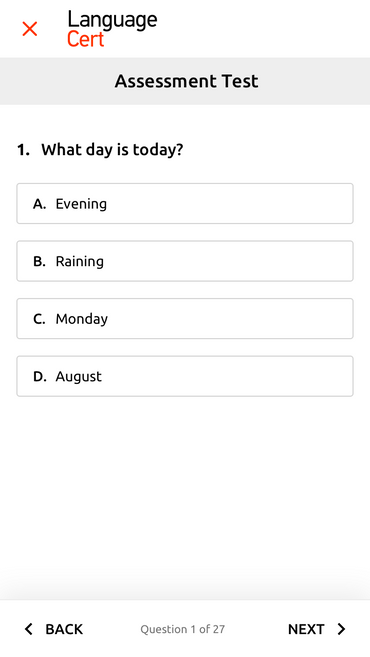 Language
Cert
Assessment Test
1. What day is today?
A. Evening
B. Raining
C. Monday
D. August
BACK Question 1 of 27 NEXT